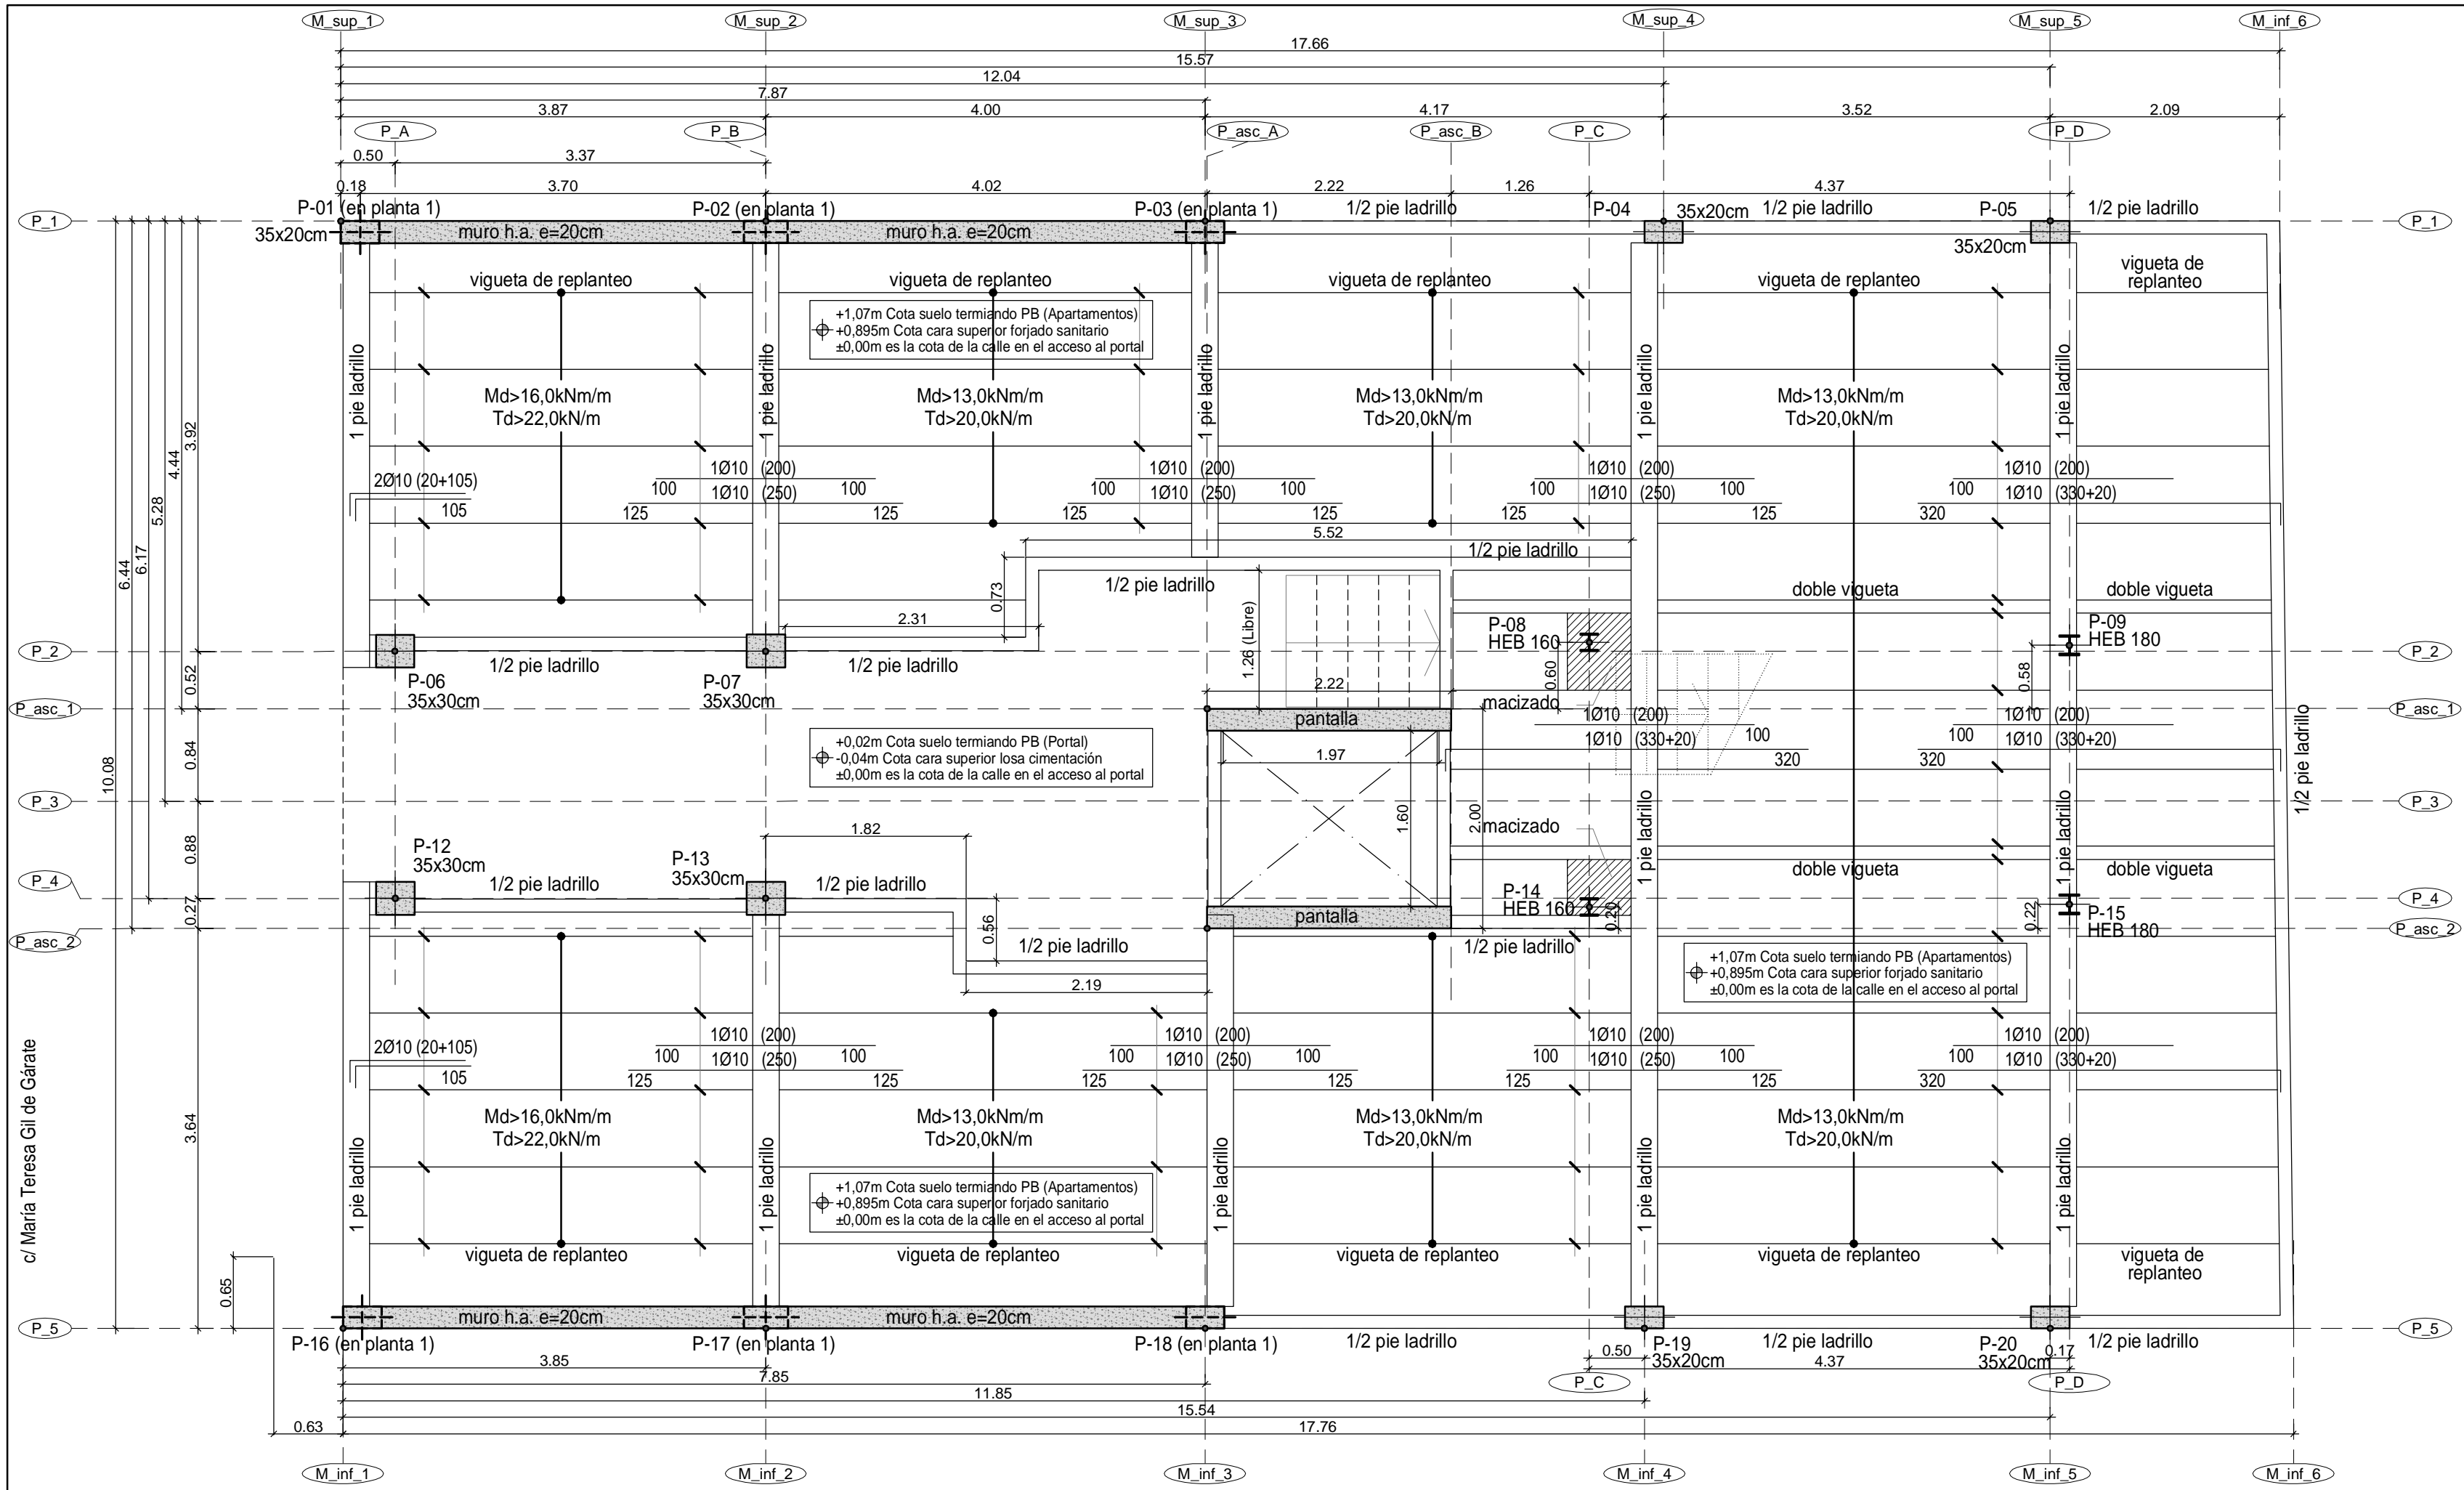 M_sup_1
M_sup_2
M_sup_3
M_sup_4
M_sup_5
M_inf_6
17.66
15.57
12.04
7.87
3.87
4.00
4.17
3.52
2.09
P_A
P_B
P_asc_A
P_asc_B
P_C
P_D
0.50
3.37
0.18
3.70
4.02
2.22
1.26
4.37
P-01 (en planta 1)
P-02 (en planta 1)
P-03 (en planta 1)
1/2 pie ladrillo
P-04
35x20cm
1/2 pie ladrillo
P-05
1/2 pie ladrillo
P_1
P_1
35x20cm
muro h.a. e=20cm
muro h.a. e=20cm
35x20cm
vigueta de replanteo
vigueta de replanteo
vigueta de replanteo
vigueta de replanteo
vigueta de
replanteo
+1,07m Cota suelo termiando PB (Apartamentos)
+0,895m Cota cara superior forjado sanitario
±0,00m es la cota de la calle en el acceso al portal
1 pie ladrillo
1 pie ladrillo
1 pie ladrillo
1 pie ladrillo
1 pie ladrillo
Md>16,0kNm/m
Td>22,0kN/m
Md>13,0kNm/m
Td>20,0kN/m
Md>13,0kNm/m
Td>20,0kN/m
Md>13,0kNm/m
Td>20,0kN/m
3.92
4.44
5.28
6.17
6.44
10.08
2Ø10 (20+105)
105
1Ø10 (200)
100 1Ø10 (250) 100
125 125
1Ø10 (200)
100 1Ø10 (250) 100
125 125
1Ø10 (200)
100 1Ø10 (250) 100
125 125
1Ø10 (200)
100 1Ø10 (330+20)
320
5.52
1/2 pie ladrillo
1/2 pie ladrillo
0.73
2.31
1.26 (Libre)
doble vigueta
doble vigueta
P-08
HEB 160
P-09
HEB 180
P_2
P_2
1/2 pie ladrillo
1/2 pie ladrillo
P-06
35x30cm
P-07
35x30cm
0.52
0.60
0.58
2.22
macizado
P_asc_1
P_asc_1
pantalla
1Ø10 (200)
1Ø10 (330+20) 100
320
1Ø10 (200)
100 1Ø10 (330+20)
320
1/2 pie ladrillo
+0,02m Cota suelo termiando PB (Portal)
-0,04m Cota cara superior losa cimentación
±0,00m es la cota de la calle en el acceso al portal
1.97
1.60
2.00
0.84
P_3
P_3
1.82
macizado
1 pie ladrillo
1 pie ladrillo
0.88
P-12
35x30cm
P-13
35x30cm
P_4
P_4
1/2 pie ladrillo
1/2 pie ladrillo
doble vigueta
doble vigueta
P-14
HEB 160
0.20
0.22
P-15
HEB 180
0.27
P_asc_2
P_asc_2
pantalla
0.56
1/2 pie ladrillo
1/2 pie ladrillo
2.19
+1,07m Cota suelo termiando PB (Apartamentos)
+0,895m Cota cara superior forjado sanitario
±0,00m es la cota de la calle en el acceso al portal
2Ø10 (20+105)
105
1Ø10 (200)
100 1Ø10 (250) 100
125 125
1Ø10 (200)
100 1Ø10 (250) 100
125 125
1Ø10 (200)
100 1Ø10 (250) 100
125 125
1Ø10 (200)
100 1Ø10 (330+20)
320
3.64
Md>16,0kNm/m
Td>22,0kN/m
Md>13,0kNm/m
Td>20,0kN/m
Md>13,0kNm/m
Td>20,0kN/m
Md>13,0kNm/m
Td>20,0kN/m
1 pie ladrillo
1 pie ladrillo
1 pie ladrillo
1 pie ladrillo
1 pie ladrillo
c/ María Teresa Gil de Gárate
+1,07m Cota suelo termiando PB (Apartamentos)
+0,895m Cota cara superior forjado sanitario
±0,00m es la cota de la calle en el acceso al portal
vigueta de replanteo
vigueta de replanteo
vigueta de replanteo
vigueta de replanteo
vigueta de
replanteo
0.65
muro h.a. e=20cm
muro h.a. e=20cm
P_5
P_5
P-16 (en planta 1)
P-17 (en planta 1)
P-18 (en planta 1)
1/2 pie ladrillo
P-19
35x20cm
1/2 pie ladrillo
P-20
35x20cm
1/2 pie ladrillo
0.50
0.17
4.37
3.85
7.85
P_C
P_D
11.85
15.54
0.63
17.76
M_inf_1
M_inf_2
M_inf_3
M_inf_4
M_inf_5
M_inf_6